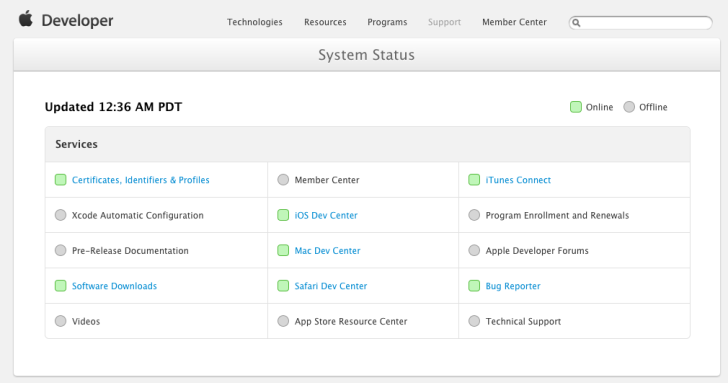 Developer
Technologies Resources Programs Support Member Center
System Status
Updated 12:36 AM PDT Online Offline
Services
Certificates, Identifiers & Profiles Member Center iTunes Connect
Xcode Automatic Configuration iOS Dev Center Program Enrollment and Renewals
Pre-Release Documentation Mac Dev Center Apple Developer Forums
Software Downloads Safari Dev Center Bug Reporter
Videos App Store Resource Center Technical Support